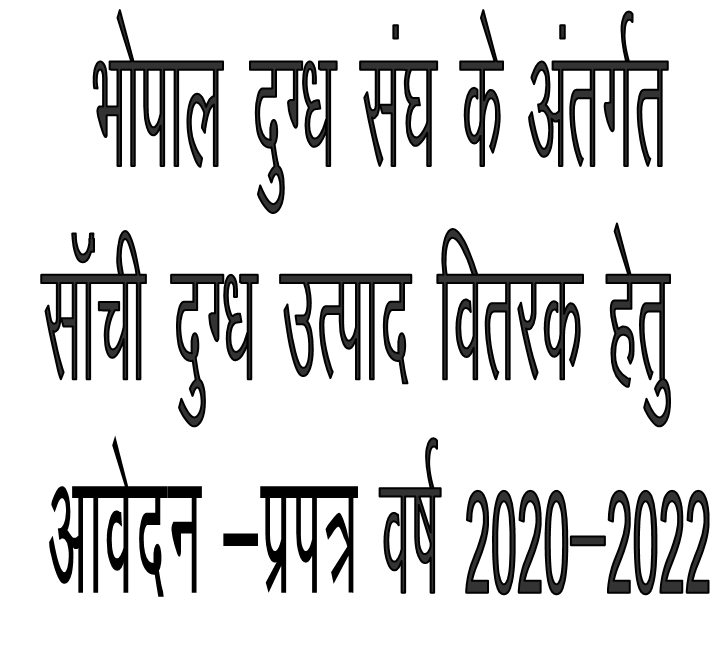 भोपाल दुग्ध संघ के अंतर्गत
सॉची दुग्ध उत्पाद वितरक हेतु
आवेदन –प्रपत्र वर्ष 2020–2022